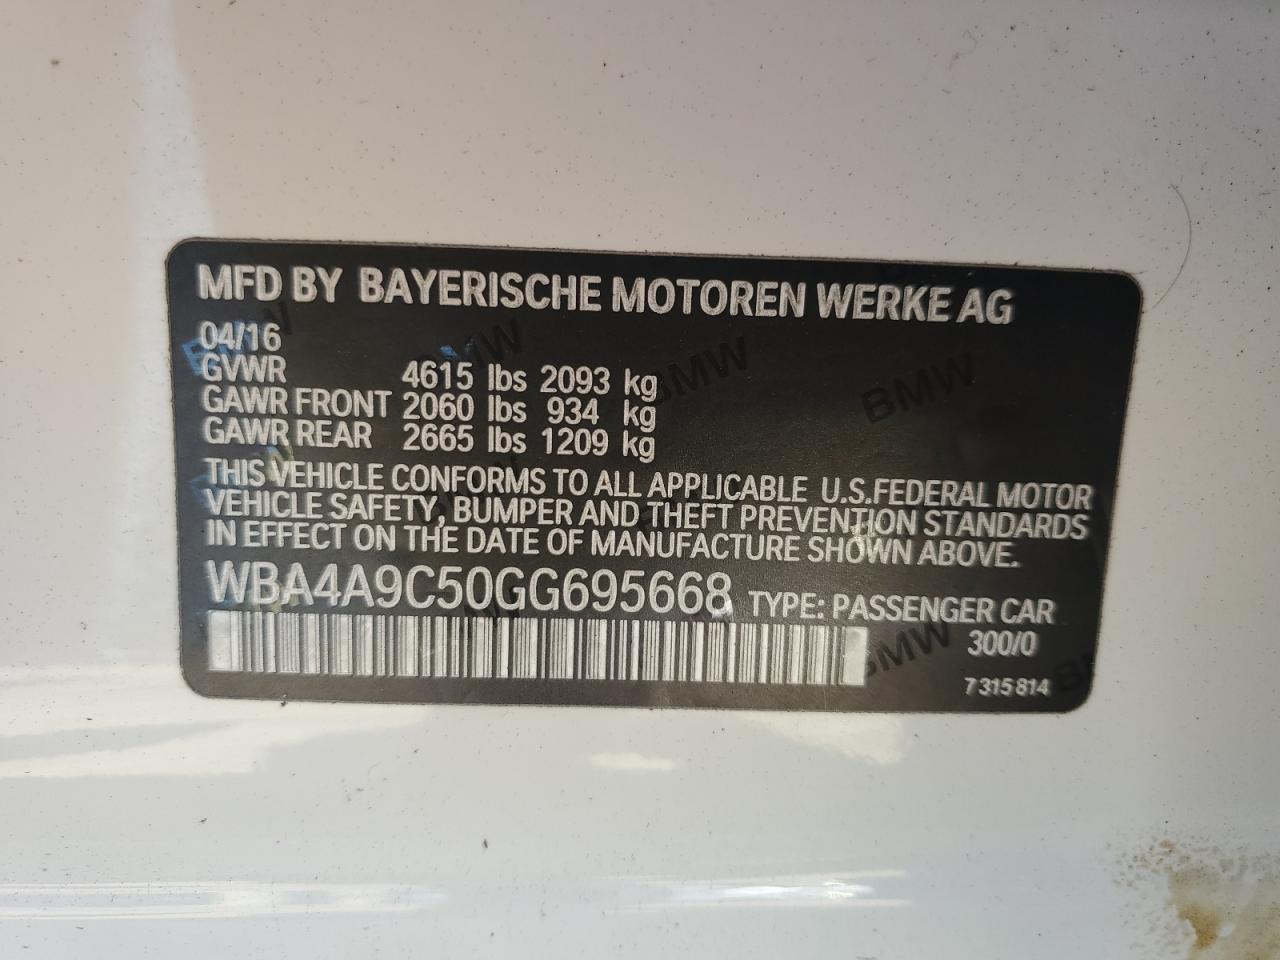 MFD BY BAYERISCHE MOTOREN WERKE AG
04/16
GVWR 4615 lbs 2093 kg
GAWR FRONT 2060 lbs 934 kg
GAWR REAR 2665 lbs 1209 kg
THIS VEHICLE CONFORMS TO ALL APPLICABLE U.S.FEDERAL MOTOR
VEHICLE SAFETY, BUMPER AND THEFT PREVENTION STANDARDS
IN EFFECT ON THE DATE OF MANUFACTURE SHOWN ABOVE.
WBA4A9C50GG695668 TYPE: PASSENGER CAR
300/0
7 315 814